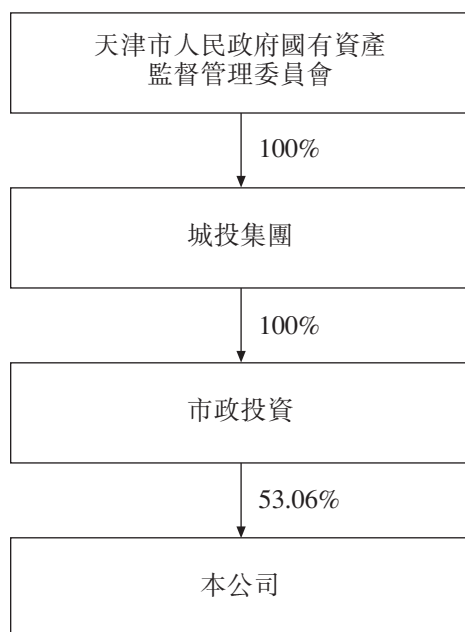 天津市人民政府國有資產
監督管理委員會
100%
城投集團
100%
市政投資
53.06%
本公司